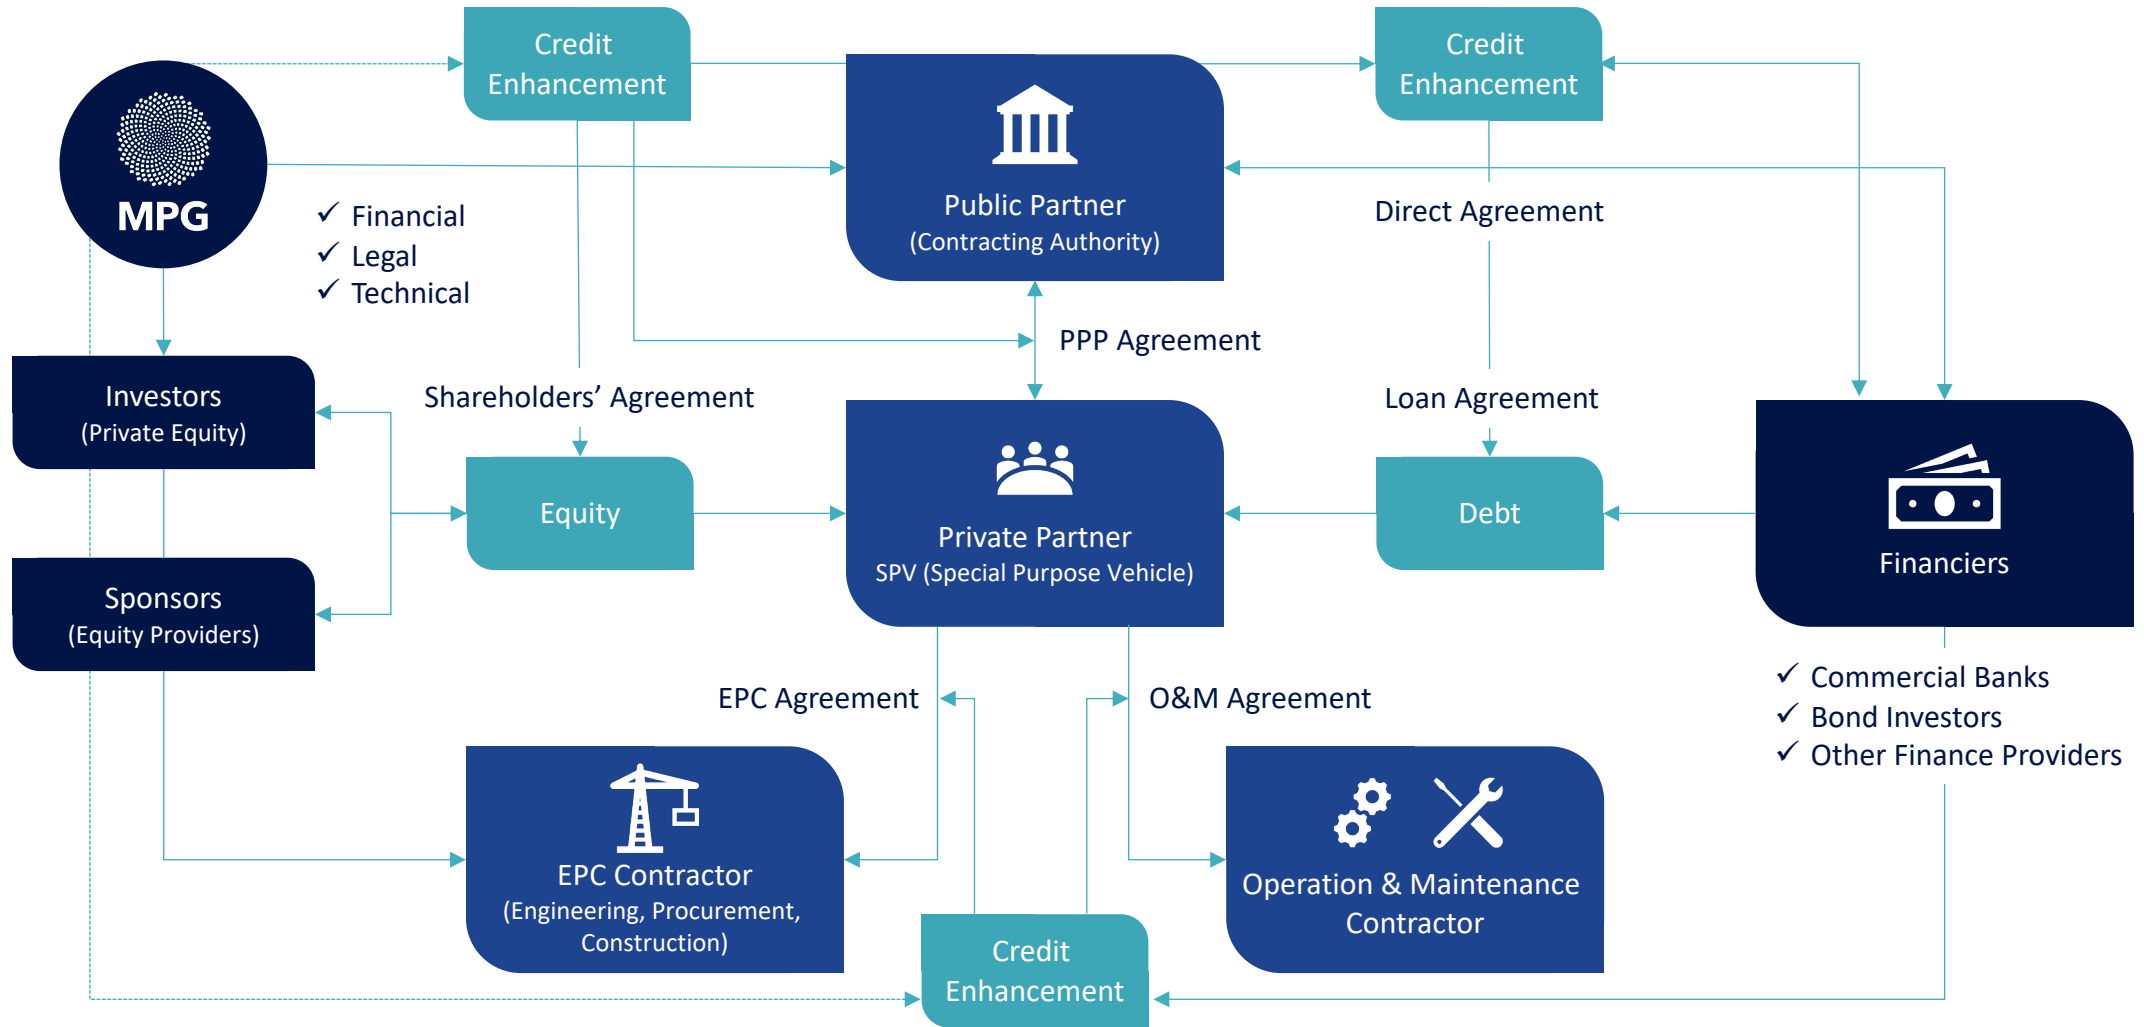 Credit
Enhancement
Credit
Enhancement
MPG
✓ Financial
✓ Legal
✓ Technical
Public Partner
(Contracting Authority)
Direct Agreement
PPP Agreement
Investors
(Private Equity)
Shareholders’ Agreement
Loan Agreement
Equity
Private Partner
SPV (Special Purpose Vehicle)
Debt
Financiers
Sponsors
(Equity Providers)
EPC Agreement
O&M Agreement
✓ Commercial Banks
✓ Bond Investors
✓ Other Finance Providers
EPC Contractor
(Engineering, Procurement,
Construction)
Operation & Maintenance
Contractor
Credit
Enhancement